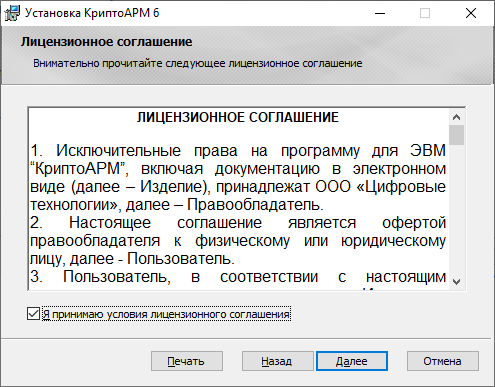 Установка КриптоАРМ 6
Лицензионное соглашение
Внимательно прочитайте следующее лицензионное соглашение
ЛИЦЕНЗИОННОЕ СОГЛАШЕНИЕ
1. Исключительные права на программу для ЭВМ
“КриптоАРМ”, включая документацию в электронном
виде (далее – Изделие), принадлежат ООО «Цифровые
технологии», далее – Правообладатель.
2. Настоящее соглашение является офертой
правообладателя к физическому или юридическому
лицу, далее - Пользователь.
3. Пользователь, в соответствии с настоящим
Я принимаю условия лицензионного соглашения
Печать
Назад
Далее
Отмена